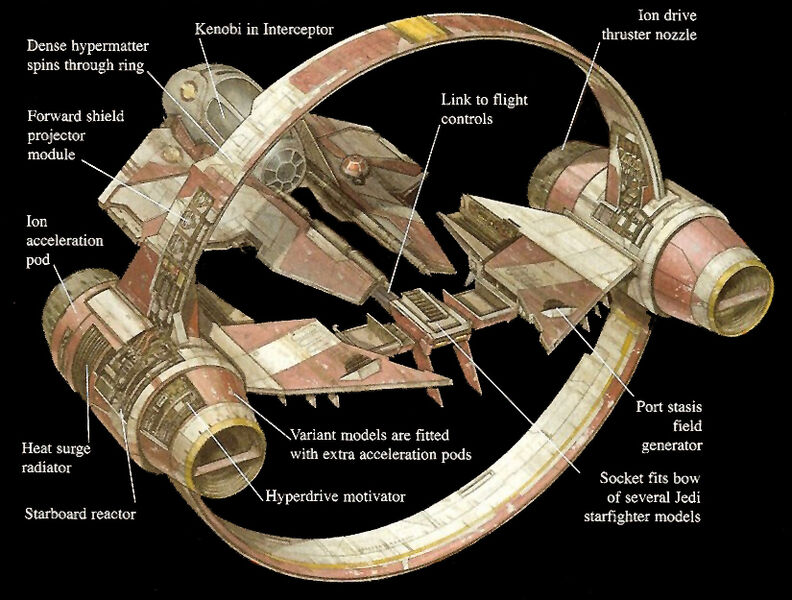 Kenobi in Interceptor
Ion drive
thruster nozzle
Dense hypermatter
spins through ring
Link to flight
controls
Forward shield
projector
module
Ion
acceleration
pod
Port stasis
field
generator
Heat surge
radiator
Variant models are fitted
with extra acceleration pods
Socket fits bow
of several Jedi
starfighter models
Hyperdrive motivator
Starboard reactor